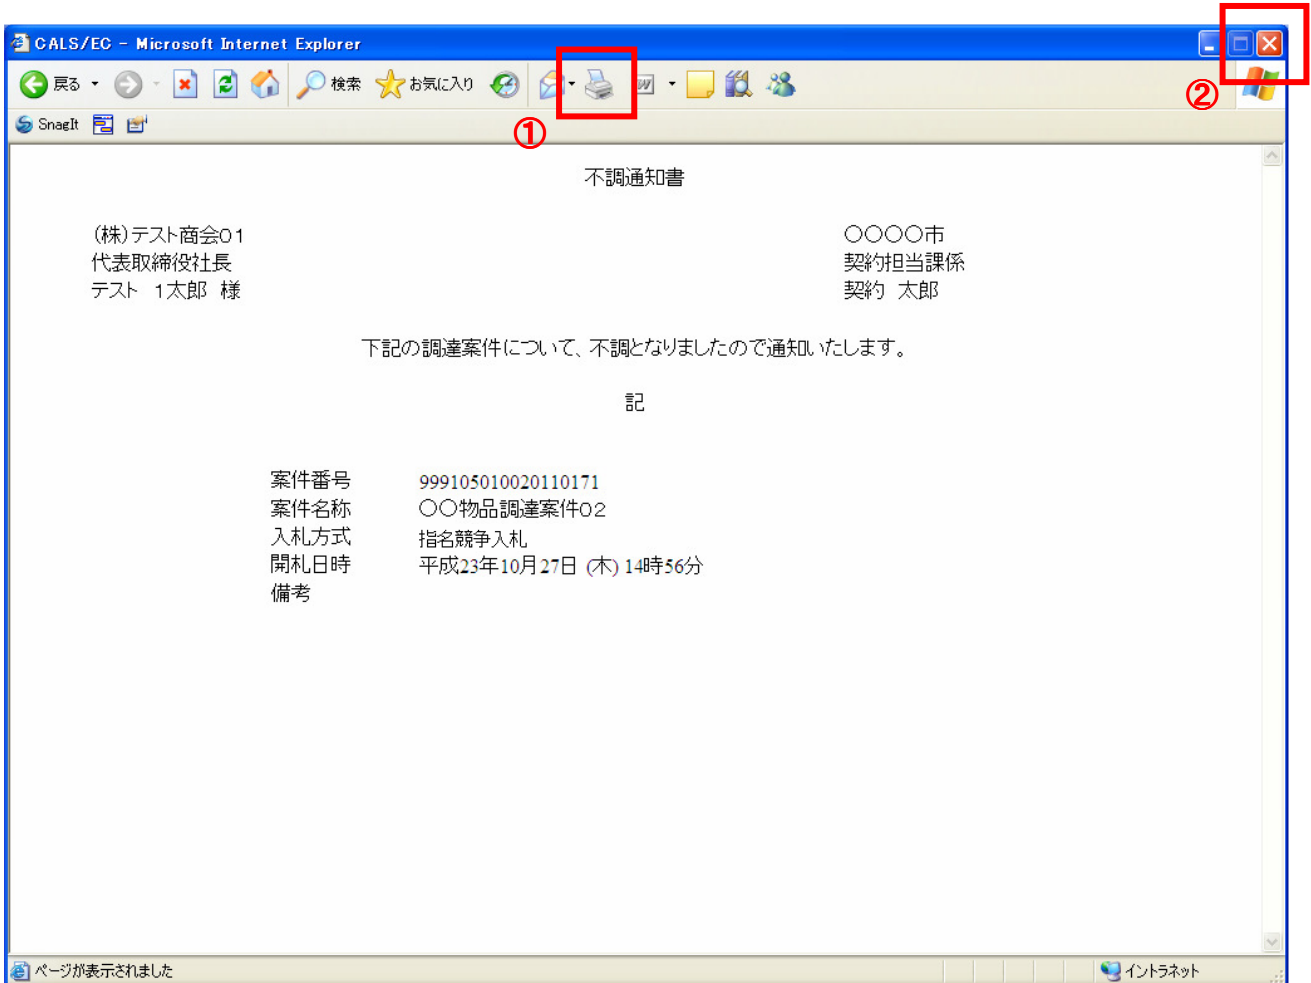 CALS/EC - Microsoft Internet Explorer
戻る 検索 お気に入り W
①
②
SnagIt
不調通知書
(株)テスト商会01
代表取締役社長
テスト 1太郎 様
○○○○市
契約担当課係
契約 太郎
下記の調達案件について、不調となりましたので通知いたします。
記
案件番号 999105010020110171
案件名称 ○○物品調達案件02
入札方式 指名競争入札
開札日時 平成23年10月27日 (木) 14時56分
備考
ページが表示されました イントラネット